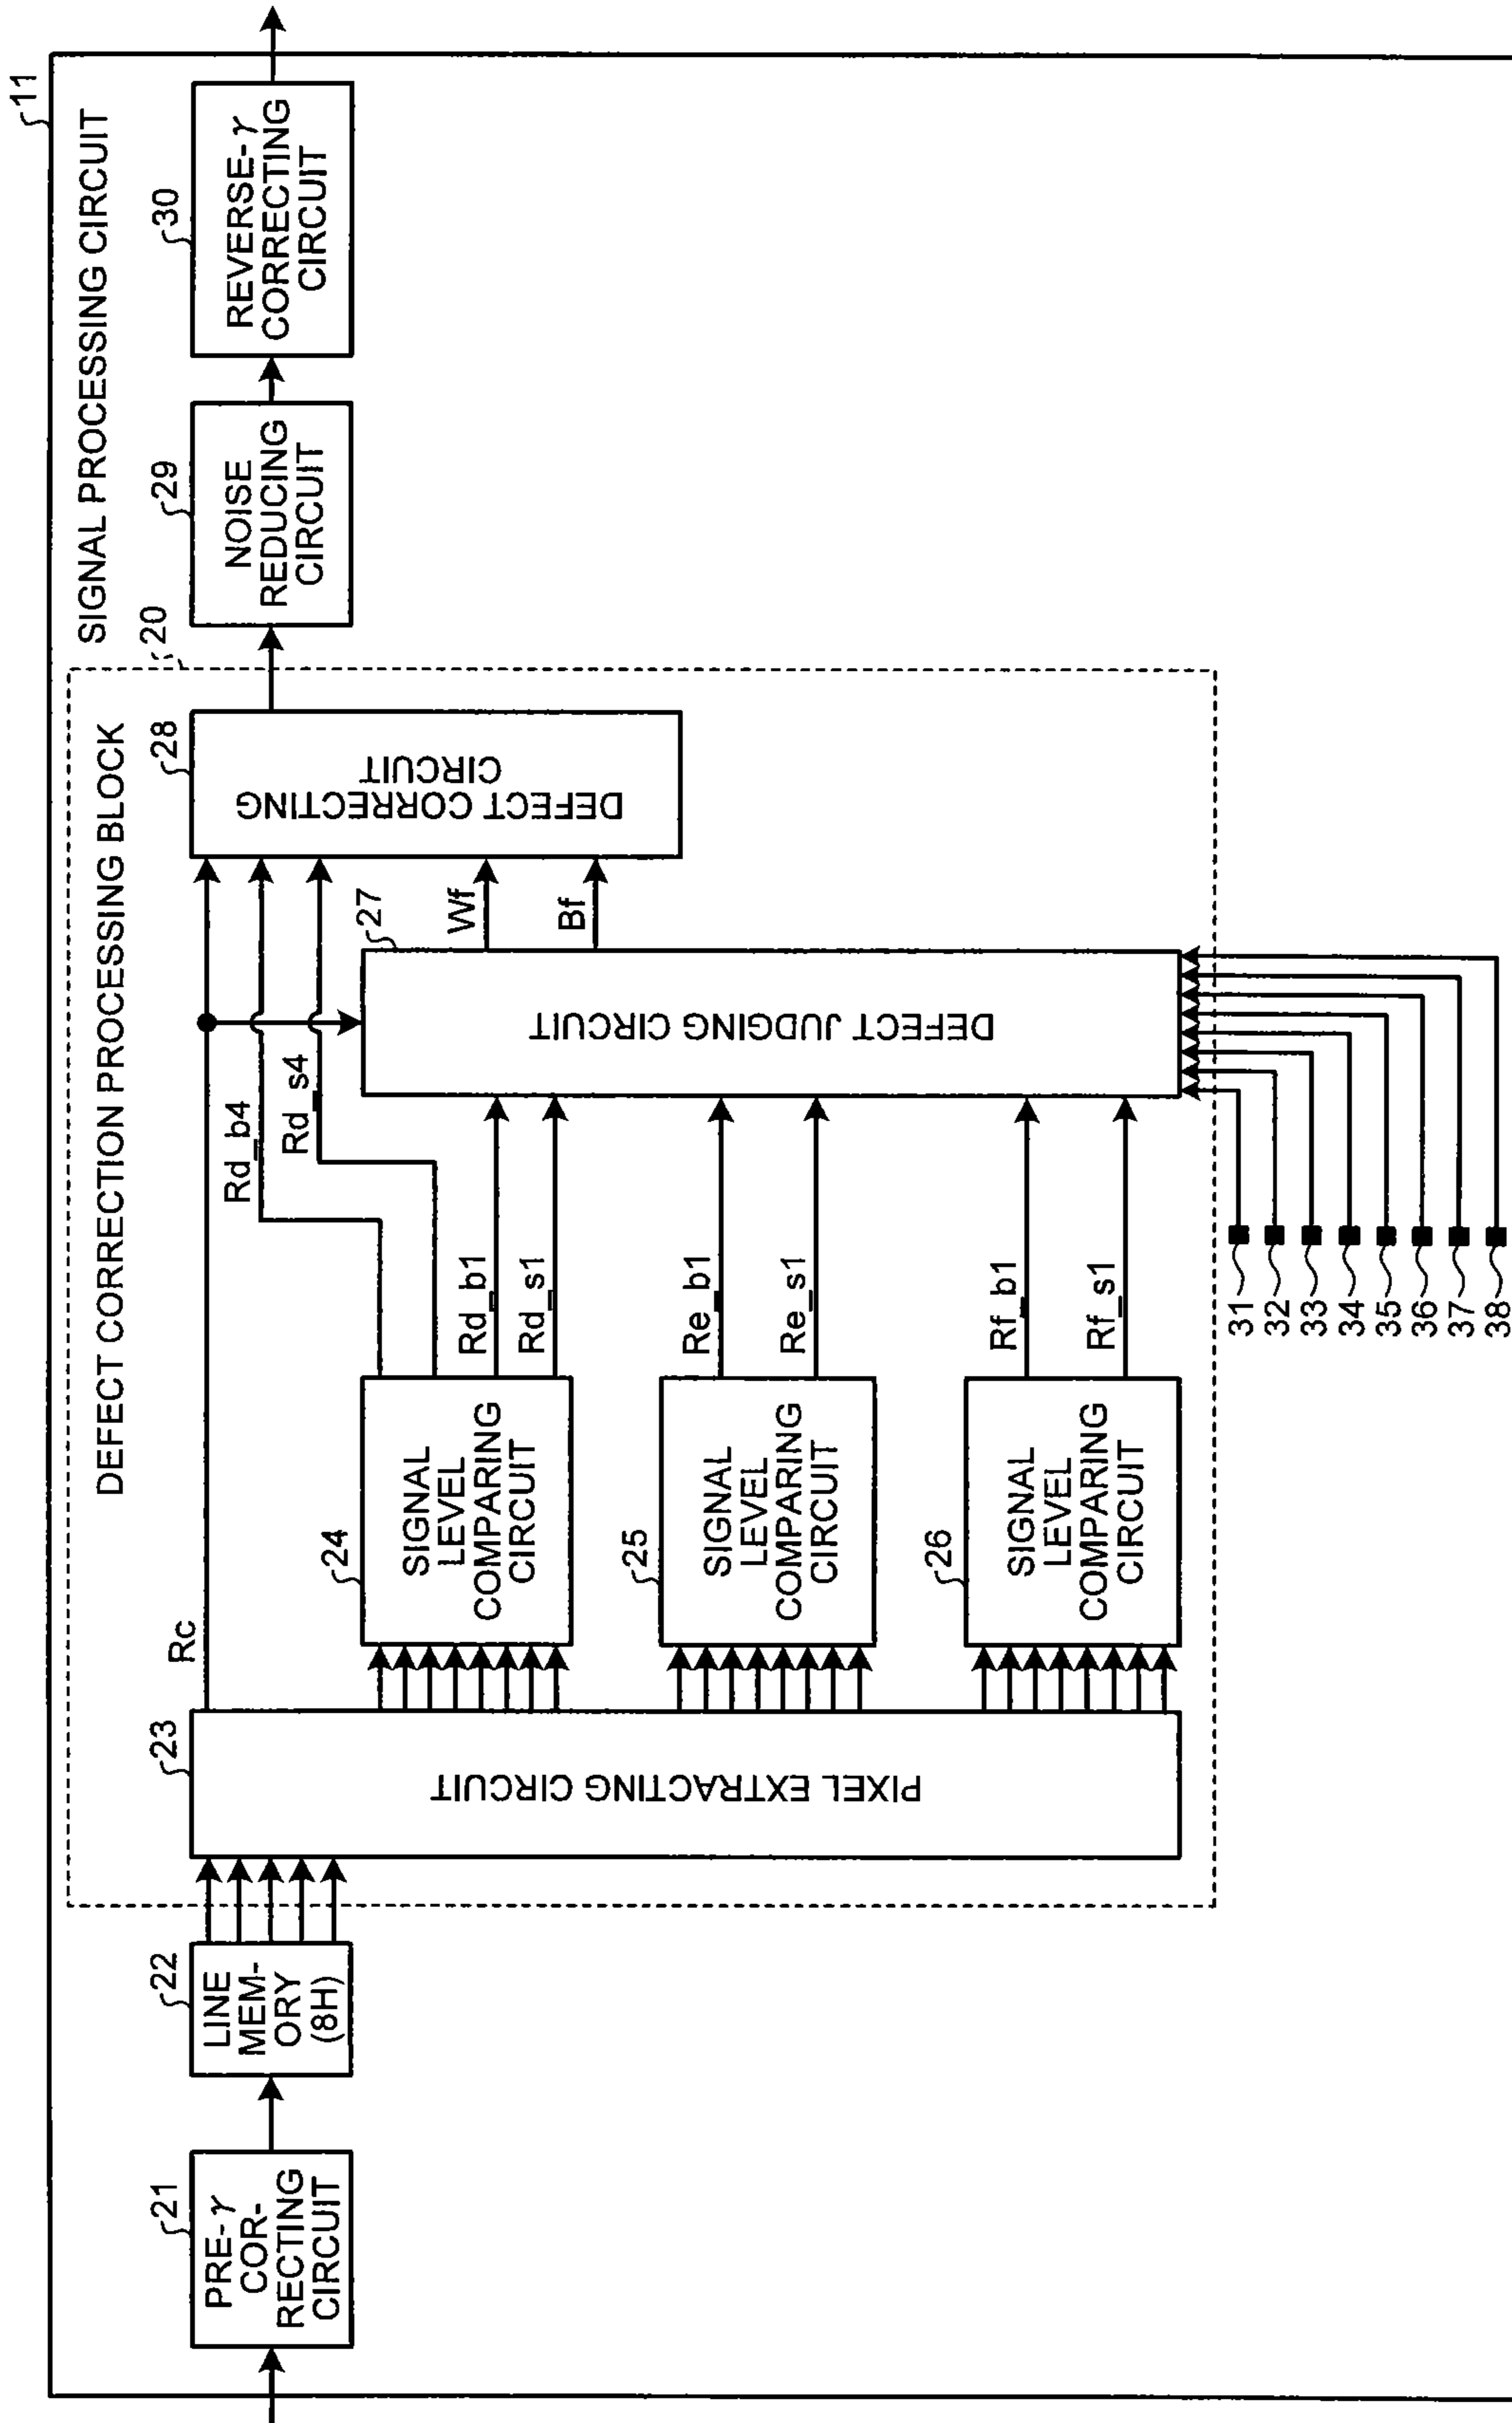 11
SIGNAL PROCESSING CIRCUIT
20
DEFECT CORRECTION PROCESSING BLOCK
21
PRE-γ
COR-
RECTING
CIRCUIT
22
LINE
MEM-
ORY
(8H)
23
PIXEL EXTRACTING CIRCUIT
Rc
24
SIGNAL
LEVEL
COMPARING
CIRCUIT
25
SIGNAL
LEVEL
COMPARING
CIRCUIT
26
SIGNAL
LEVEL
COMPARING
CIRCUIT
Rd_b4
Rd_s4
Rd_b1
Rd_s1
Re_b1
Re_s1
Rf_b1
Rf_s1
27
DEFECT JUDGING CIRCUIT
Wf
Bf
28
DEFECT CORRECTING
CIRCUIT
29
NOISE
REDUCING
CIRCUIT
30
REVERSE-γ
CORRECTING
CIRCUIT
31
32
33
34
35
36
37
38